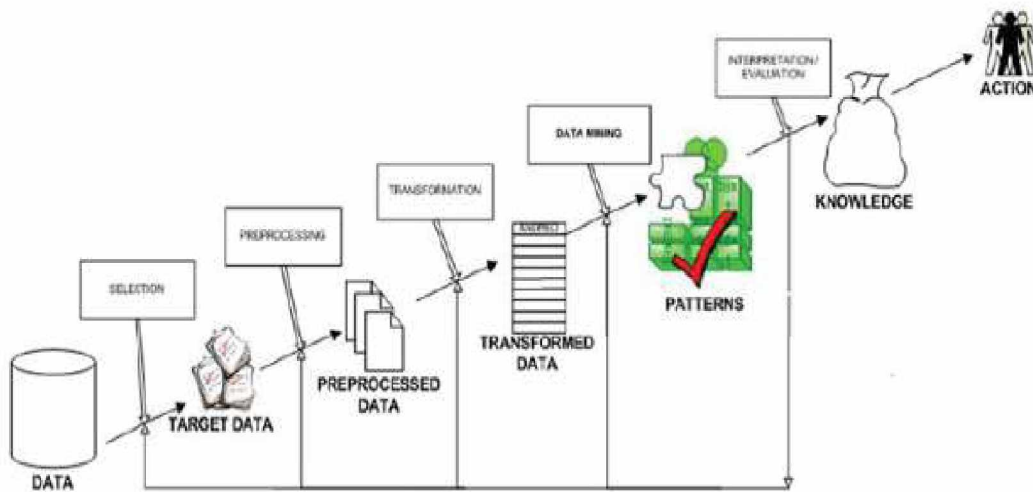 INTERPRETATION /
EVALUATION
ACTION
DATA MINING
KNOWLEDGE
TRANSFORMATION
PREPROCESSING
PATTERNS
SELECTION
TRANSFORMED
DATA
PREPROCESSED
DATA
TARGET DATA
DATA